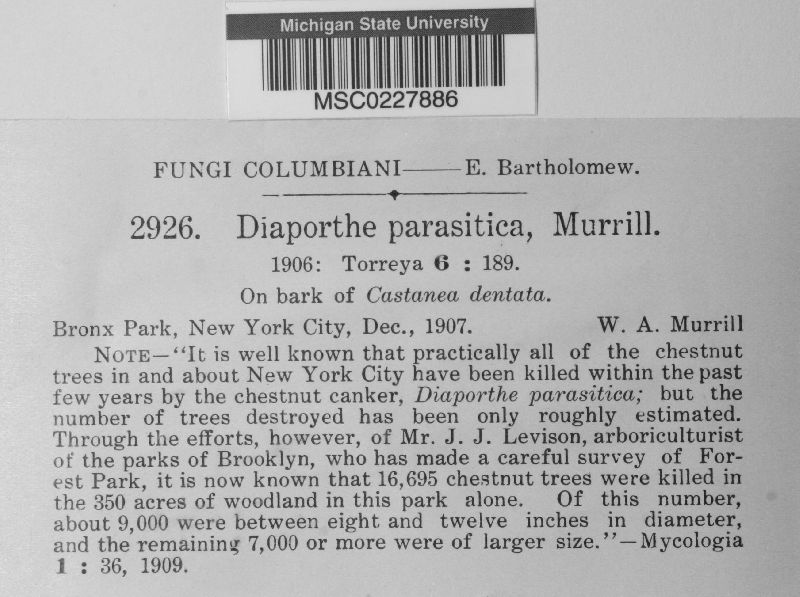 Michigan State University
MSC0227886
FUNGI COLUMBIANI——E. Bartholomew.
2926. Diaporthe parasitica, Murrill.
1906: Torreya 6 : 189.
On bark of Castanea dentata.
Bronx Park, New York City, Dec., 1907. W. A. Murrill
NOTE—“It is well known that practically all of the chestnut
trees in and about New York City have been killed within the past
few years by the chestnut canker, Diaporthe parasitica; but the
number of trees destroyed has been only roughly estimated.
Through the efforts, however, of Mr. J. J. Levison, arboriculturist
of the parks of Brooklyn, who has made a careful survey of For-
est Park, it is now known that 16,695 chestnut trees were killed in
the 350 acres of woodland in this park alone. Of this number,
about 9,000 were between eight and twelve inches in diameter,
and the remaining 7,000 or more were of larger size.”—Mycologia
1 : 36, 1909.